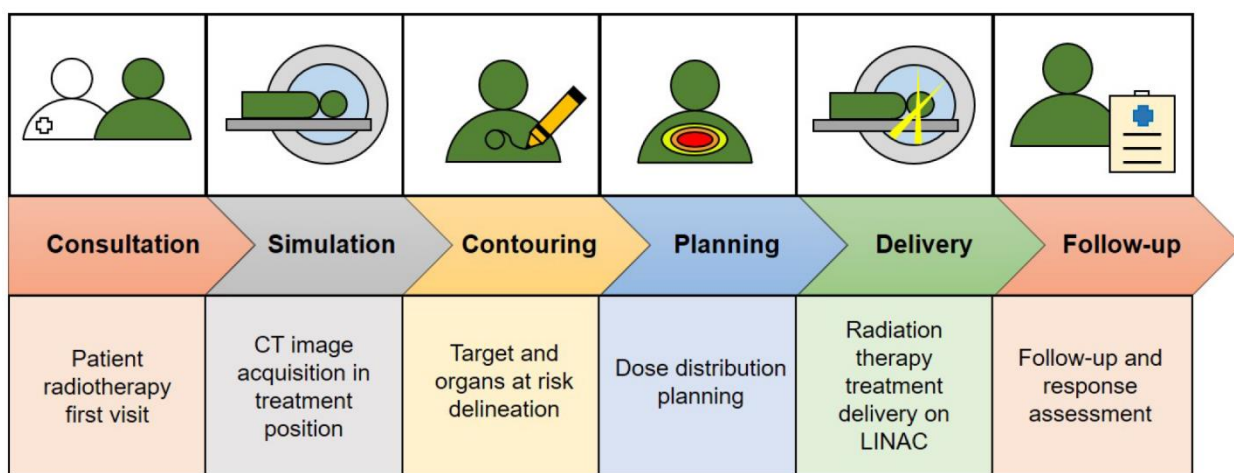 Consultation
Simulation
Contouring
Planning
Delivery
Follow-up
Patient
radiotherapy
first visit
CT image
acquisition in
treatment
position
Target and
organs at risk
delineation
Dose distribution
planning
Radiation
therapy
treatment
delivery on
LINAC
Follow-up and
response
assessment